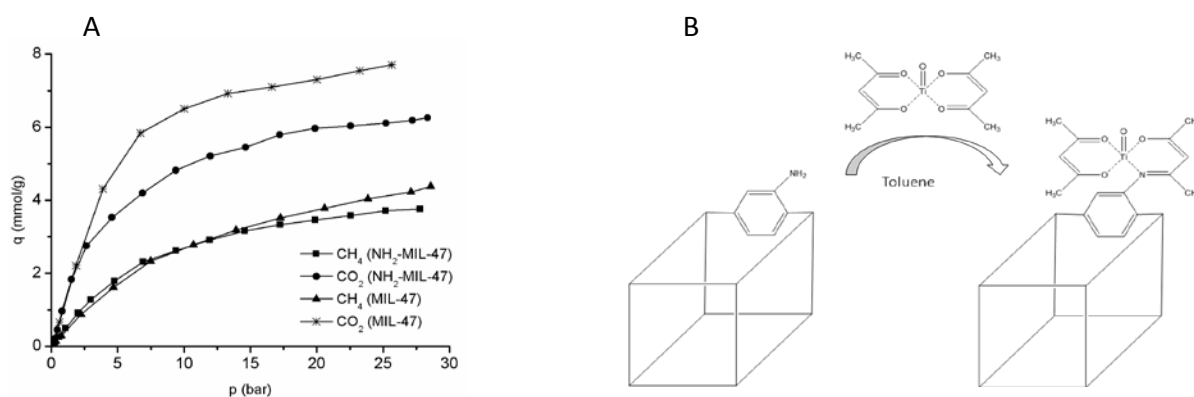 A
q (mmol/g)
8
6
4
2
0
0 5 10 15 20 25 30
p (bar)
CH4 (NH2-MIL-47)
CO2 (NH2-MIL-47)
CH4 (MIL-47)
CO2 (MIL-47)
B
H3C O CH3
O O
Ti
O O
H3C CH3
Toluene
NH2
H3C O CH
O O
Ti
O N
H3C CH